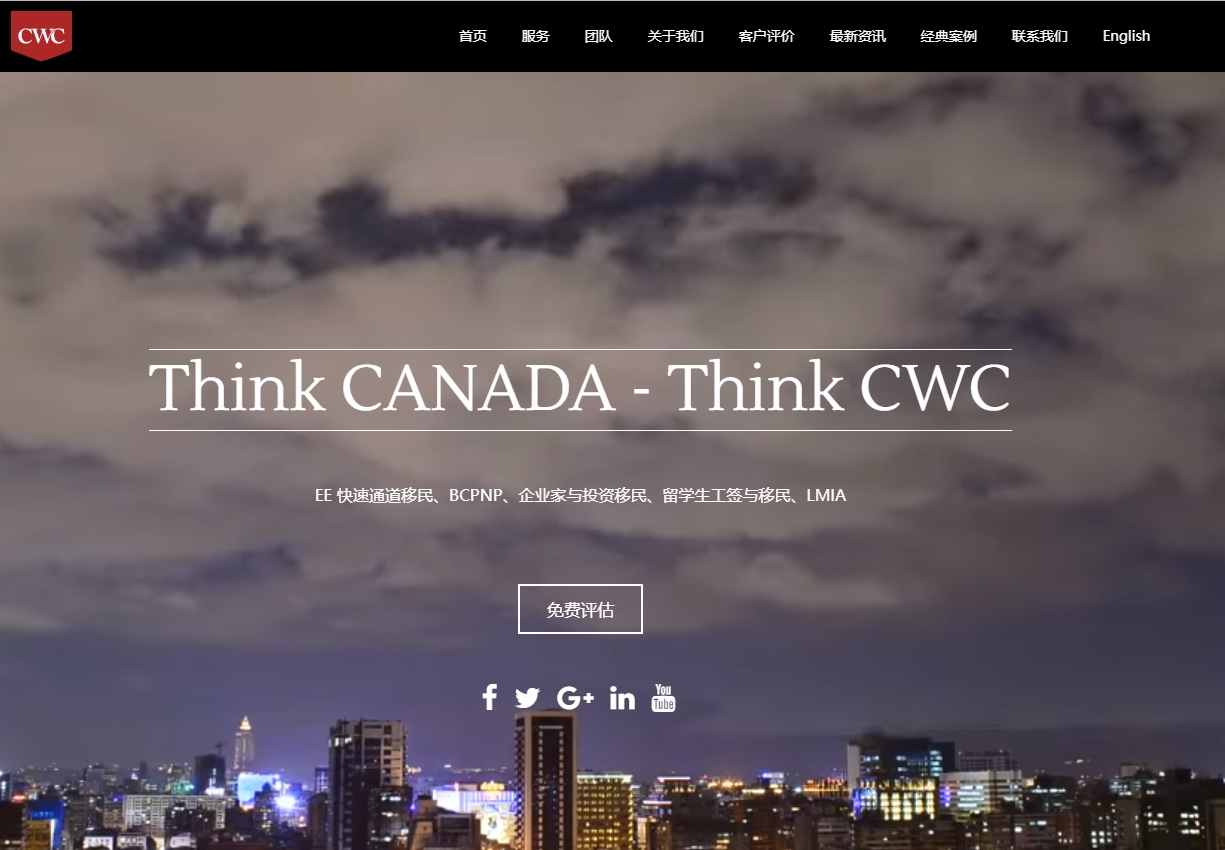 CWC
首页 服务 团队 关于我们 客户评价 最新资讯 经典案例 联系我们 English
Think CANADA - Think CWC
EE 快速通道移民、BCPNP、企业家与投资移民、留学生工签与移民、LMIA
免费评估
You
Tube